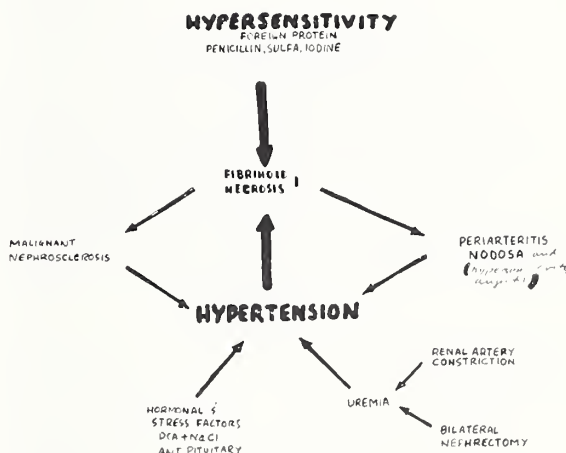 HYPERSENSITIVITY
FOREIGN PROTEIN
PENICILLIN, SULFA, IODINE
FIBRINOID
NECROSIS
MALIGNANT
NEPHROSCLEROSIS
PERIARTERITIS
NODOSA and
HYPERTENSION
RENAL ARTERY
CONSTRICTION
UREMIA
HORMONAL &
STRESS FACTORS
DCA + NaCl
ANT PITUITARY
BILATERAL
NEPHRECTOMY